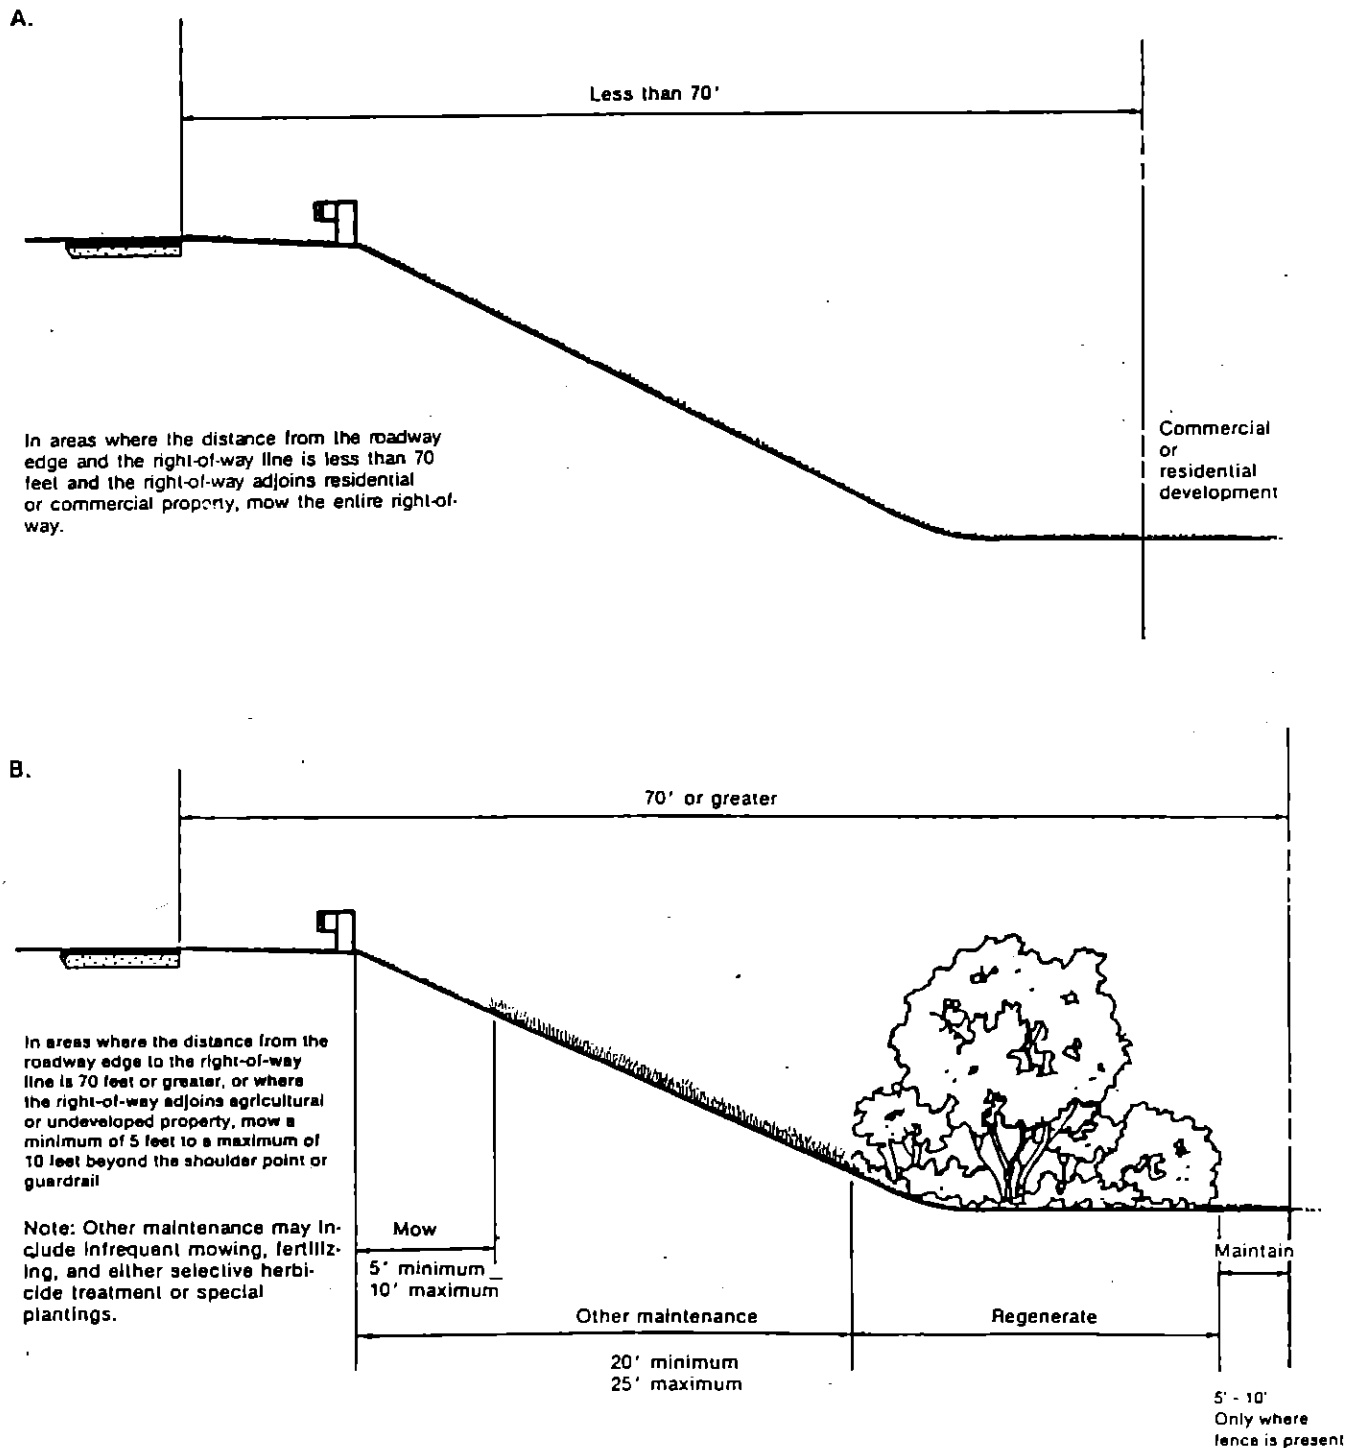 A.
Less than 70'
In areas where the distance from the roadway
edge and the right-of-way line is less than 70
feet and the right-of-way adjoins residential
or commercial property, mow the entire right-of-
way.
Commercial
or
residential
development
B.
70' or greater
In areas where the distance from the
roadway edge to the right-of-way
line is 70 feet or greater, or where
the right-of-way adjoins agricultural
or undeveloped property, mow a
minimum of 5 feet to a maximum of
10 feet beyond the shoulder point or
guardrail
Note: Other maintenance may in-
clude infrequent mowing, fertiliz-
ing, and either selective herbi-
cide treatment or special
plantings.
Mow
5' minimum
10' maximum
Other maintenance
20' minimum
25' maximum
Regenerate
Maintain
5' - 10'
Only where
fence is present